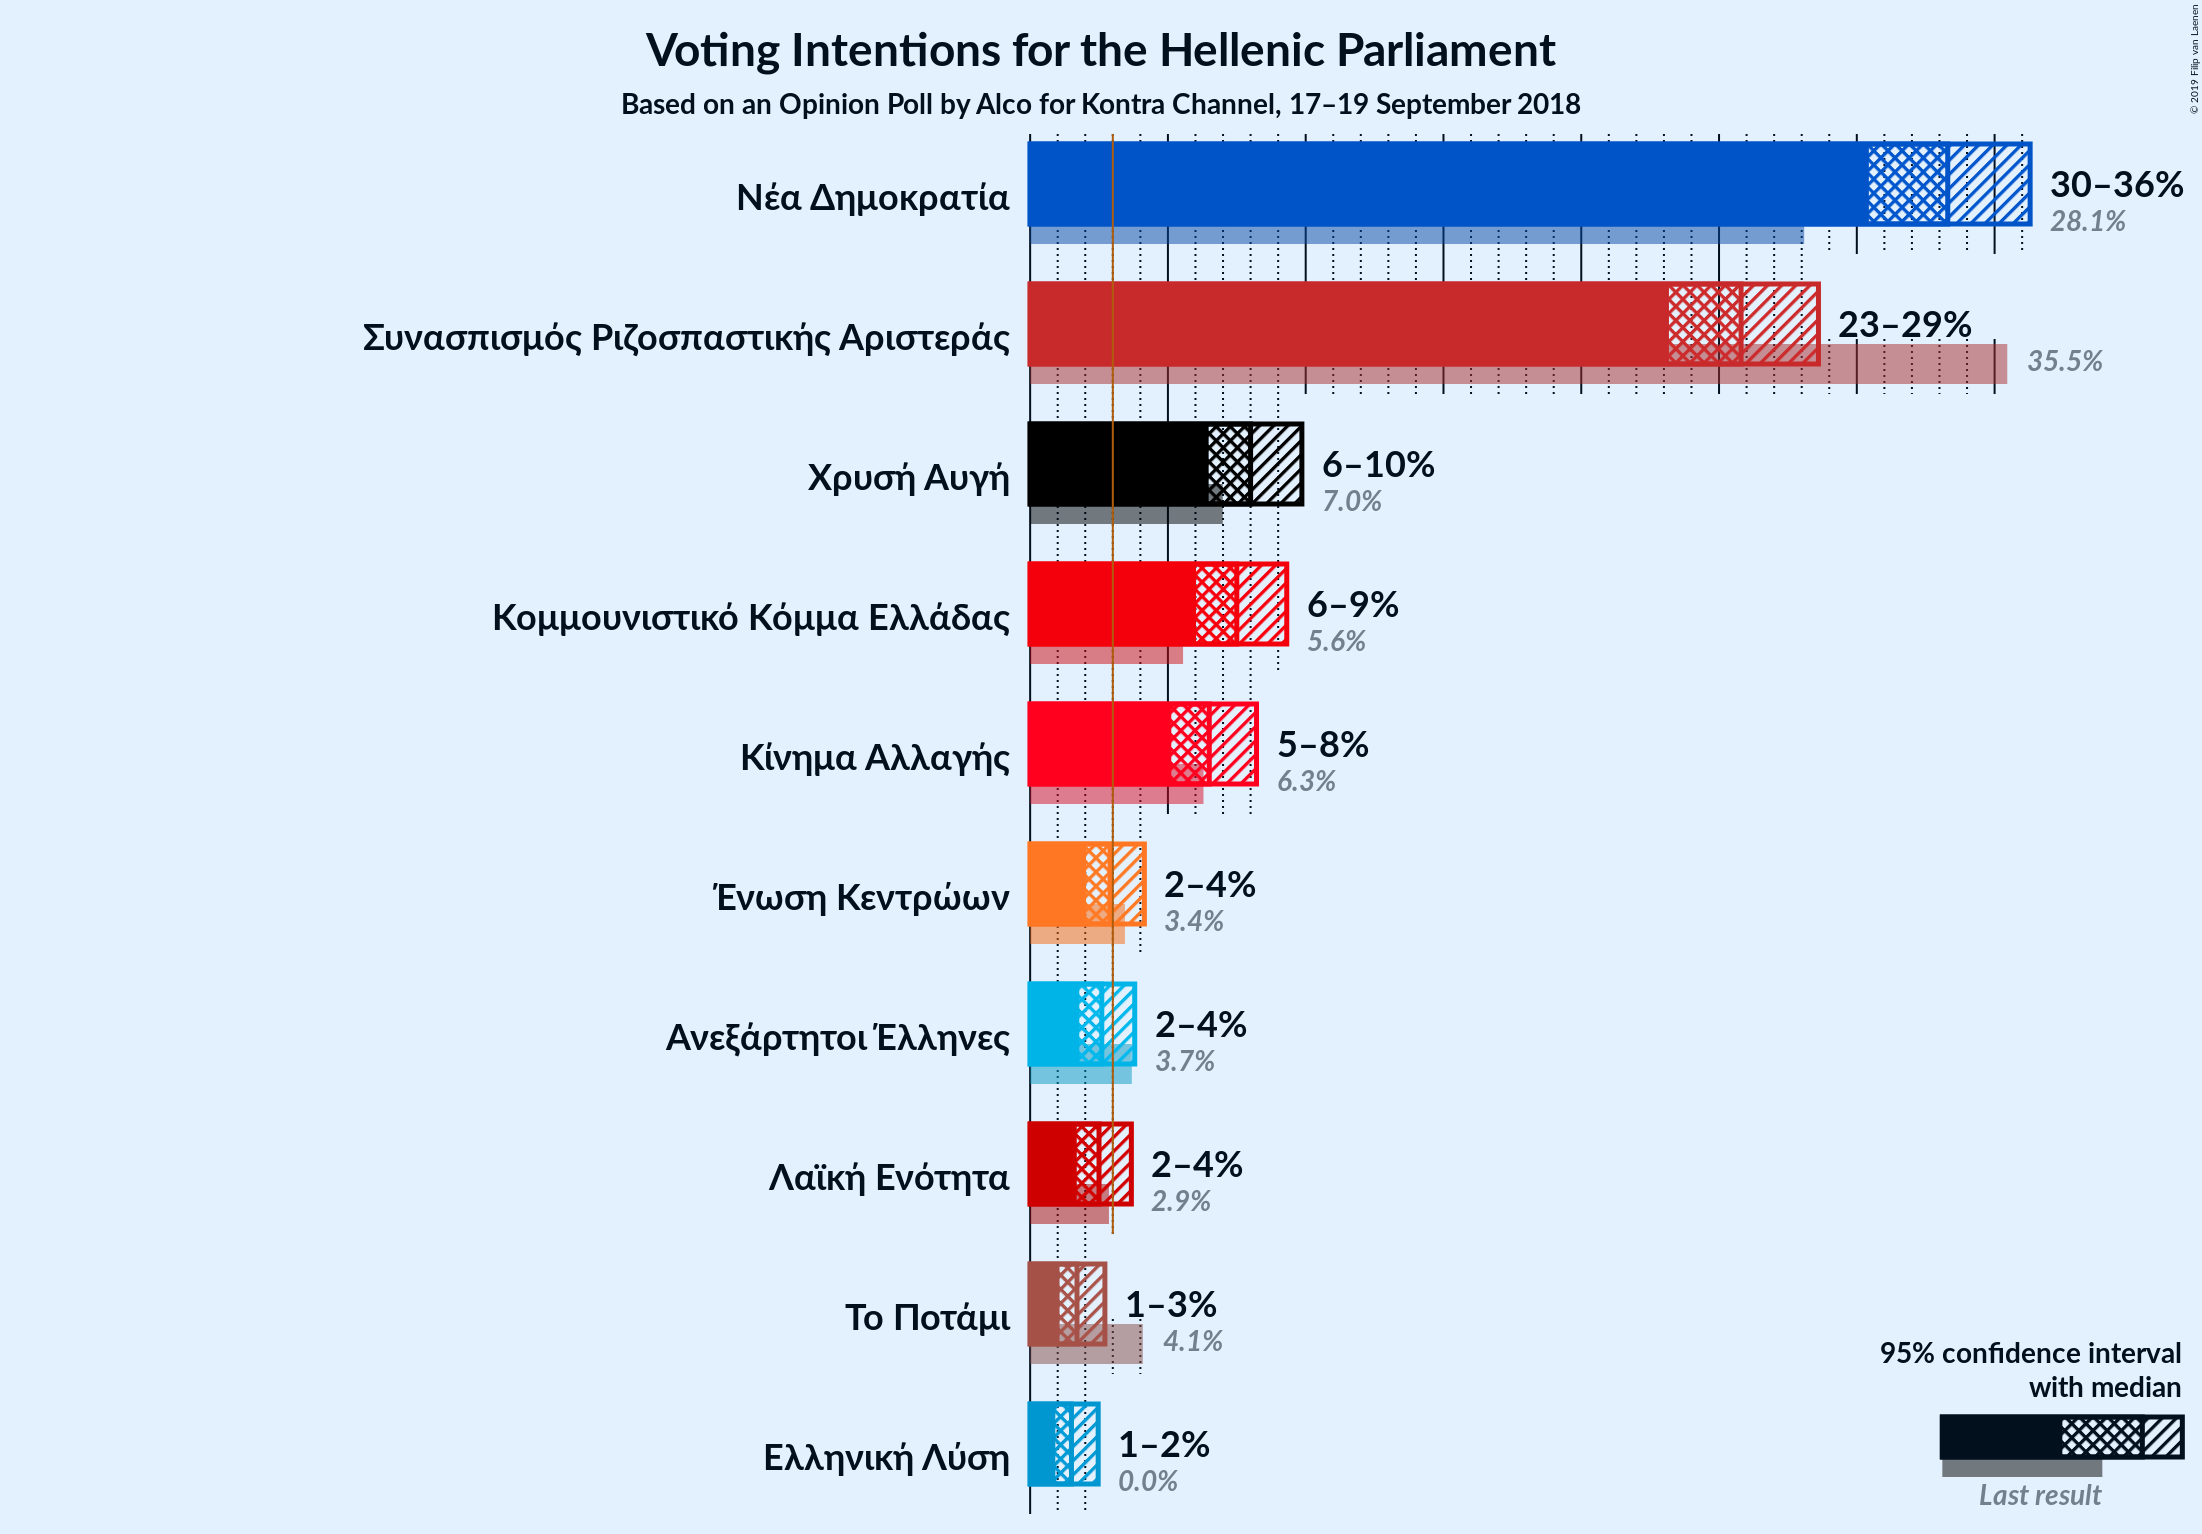 Voting Intentions for the Hellenic Parliament
Based on an Opinion Poll by Alco for Kontra Channel, 17–19 September 2018
© 2019 Filip van Laenen
Νέα Δημοκρατία
30–36%
28.1%
Συνασπισμός Ριζοσπαστικής Αριστεράς
23–29%
35.5%
Χρυσή Αυγή
6–10%
7.0%
Κομμουνιστικό Κόμμα Ελλάδας
6–9%
5.6%
Κίνημα Αλλαγής
5–8%
6.3%
Ένωση Κεντρώων
2–4%
3.4%
Ανεξάρτητοι Έλληνες
2–4%
3.7%
Λαϊκή Ενότητα
2–4%
2.9%
Το Ποτάμι
1–3%
4.1%
Ελληνική Λύση
1–2%
0.0%
95% confidence interval
with median
Last result